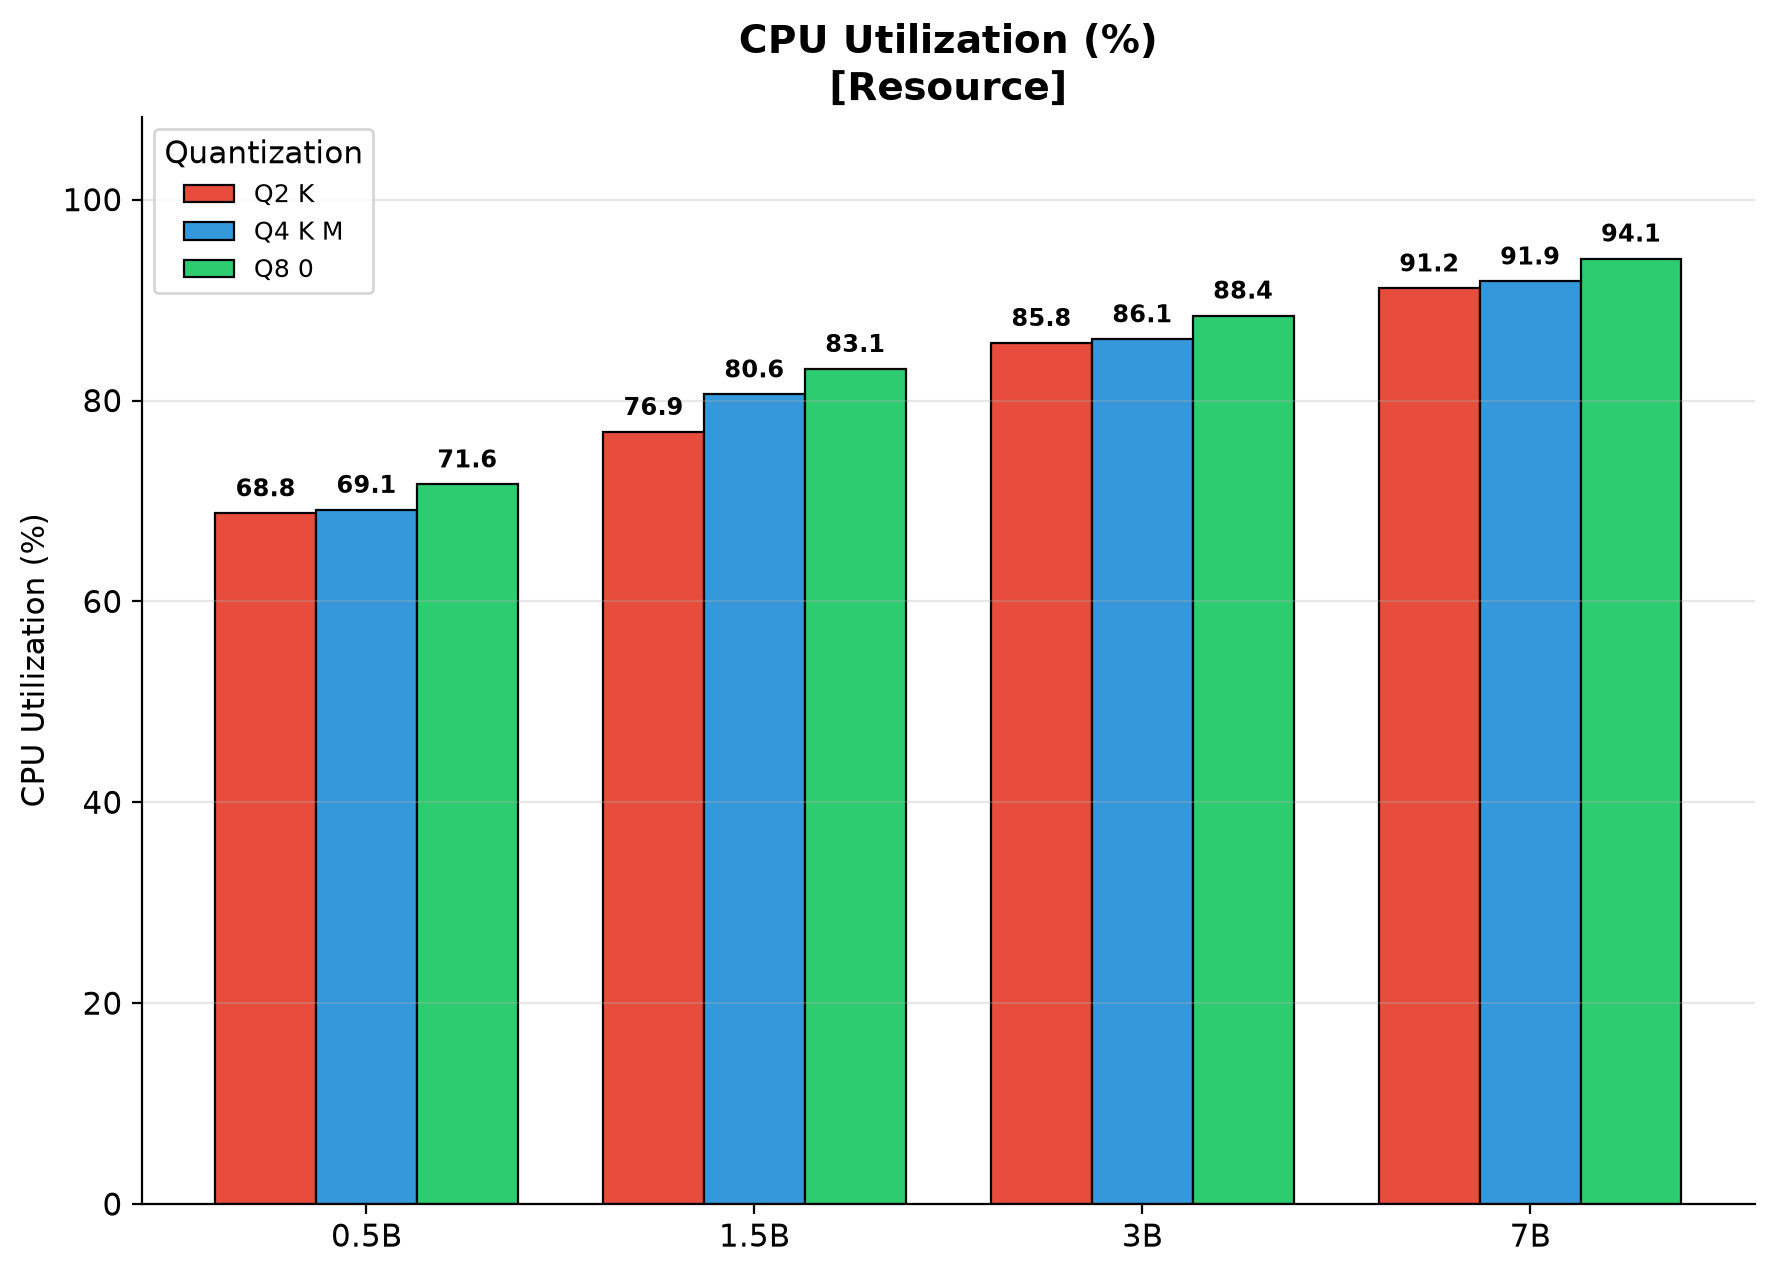 CPU Utilization (%)
[Resource]
Quantization
Q2 K
Q4 K M
Q8 0
CPU Utilization (%)
100
80
60
40
20
0
68.8
69.1
71.6
76.9
80.6
83.1
85.8
86.1
88.4
91.2
91.9
94.1
0.5B
1.5B
3B
7B